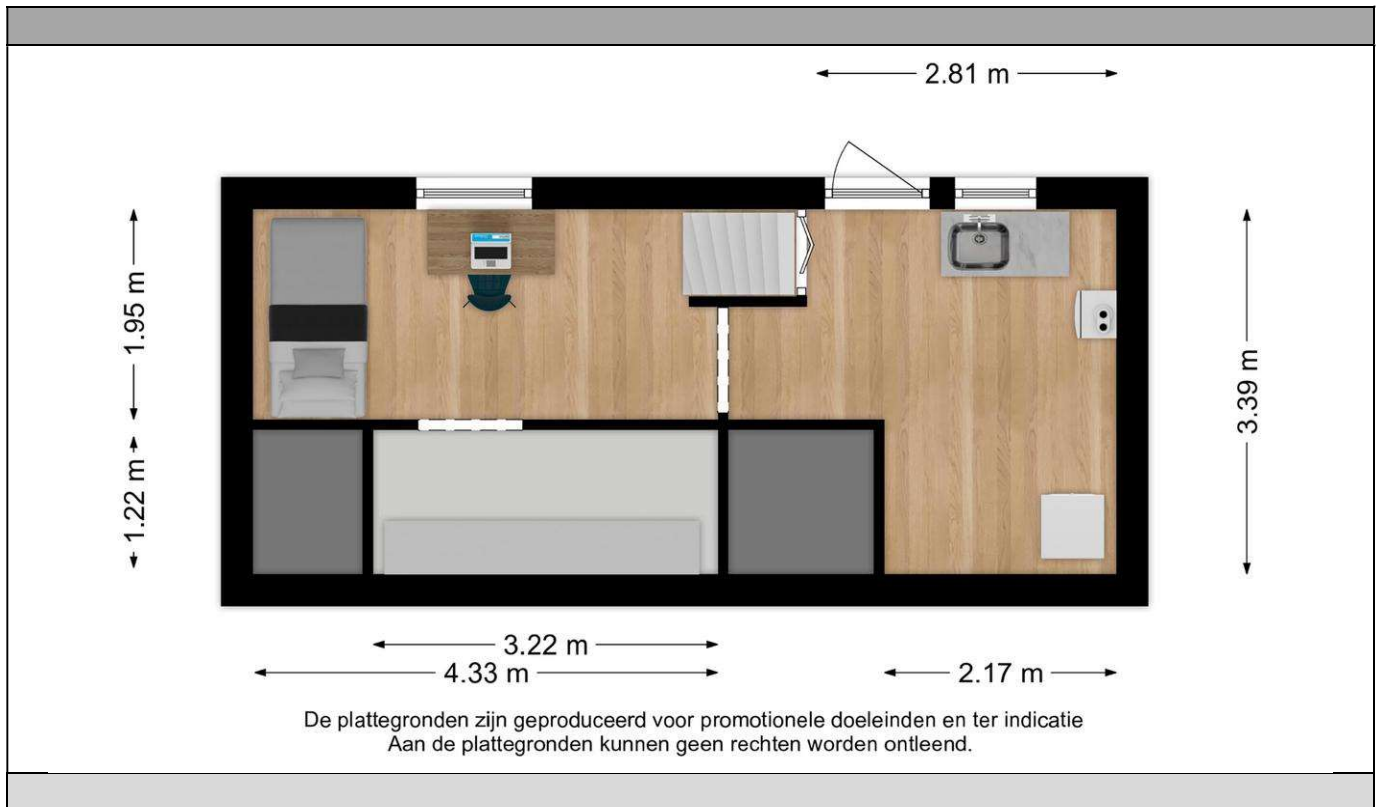 2.81 m
1.95 m
1.22 m
3.39 m
3.22 m
4.33 m
2.17 m
De plattegronden zijn geproduceerd voor promotionele doeleinden en ter indicatie
Aan de plattegronden kunnen geen rechten worden ontleend.